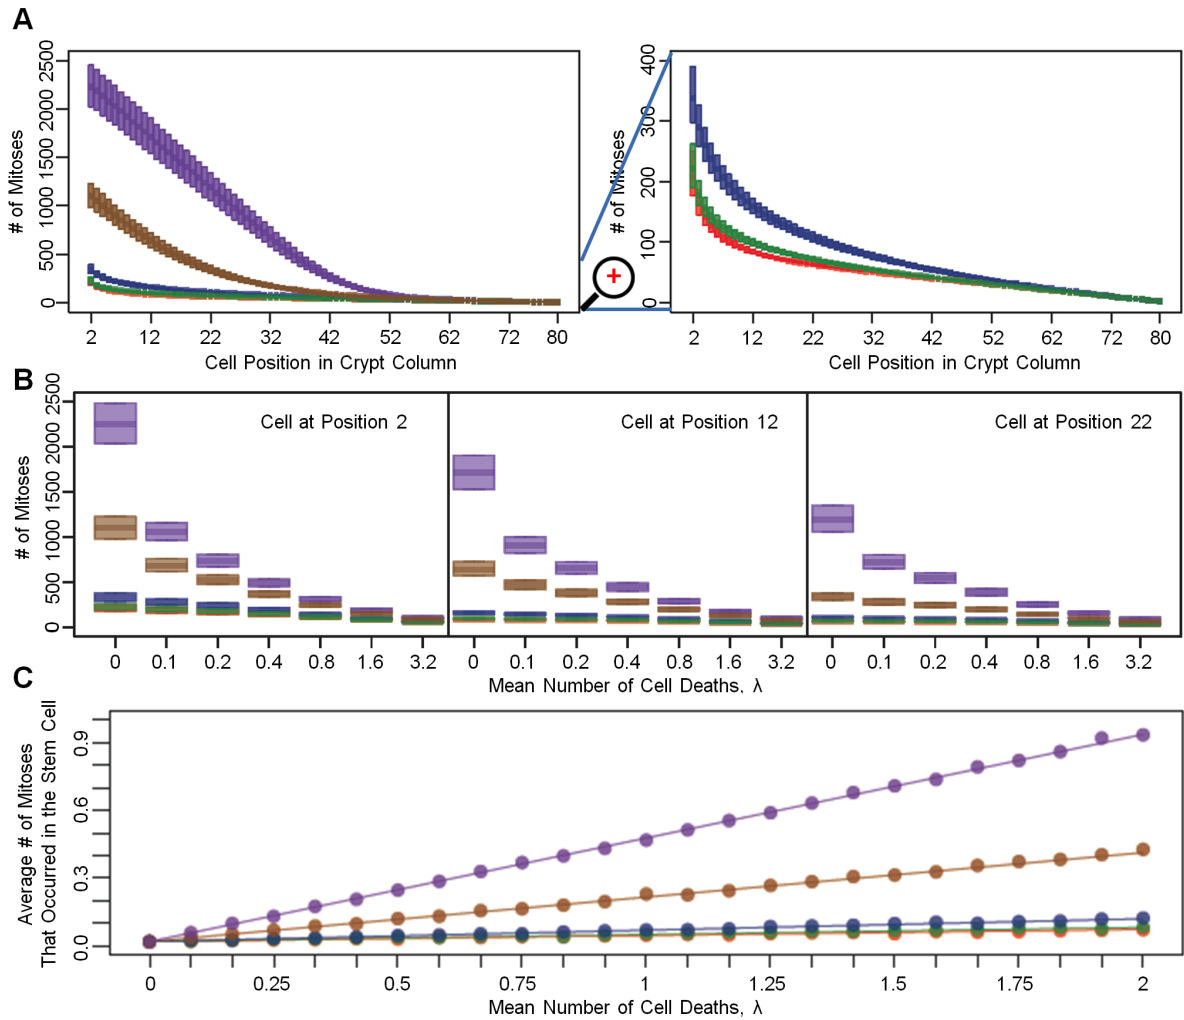 A
# of Mitoses
2500
2000
1500
1000
500
0
2 12 22 32 42 52 62 72 80
Cell Position in Crypt Column
+
# of Mitoses
400
300
200
100
0
2 12 22 32 42 52 62 72 80
Cell Position in Crypt Column
B
# of Mitoses
2500
2000
1500
1000
500
0
Cell at Position 2
Cell at Position 12
Cell at Position 22
0 0.1 0.2 0.4 0.8 1.6 3.2
0 0.1 0.2 0.4 0.8 1.6 3.2
0 0.1 0.2 0.4 0.8 1.6 3.2
Mean Number of Cell Deaths, λ
C
Average # of Mitoses
That Occurred in the Stem Cell
0.9
0.6
0.3
0.0
0 0.25 0.5 0.75 1 1.25 1.5 1.75 2
Mean Number of Cell Deaths, λ